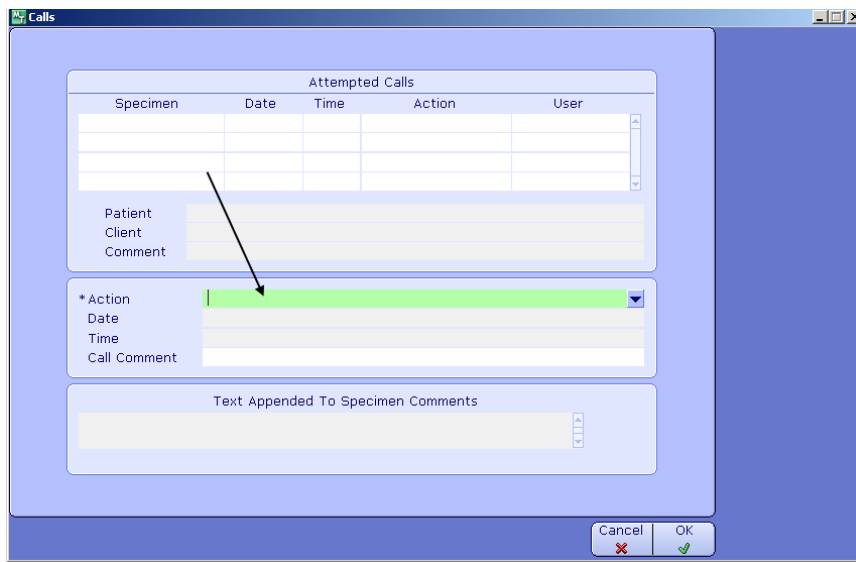 Calls
Attempted Calls
Specimen Date Time Action User
Patient
Client
Comment
* Action
Date
Time
Call Comment
Text Appended To Specimen Comments
Cancel OK